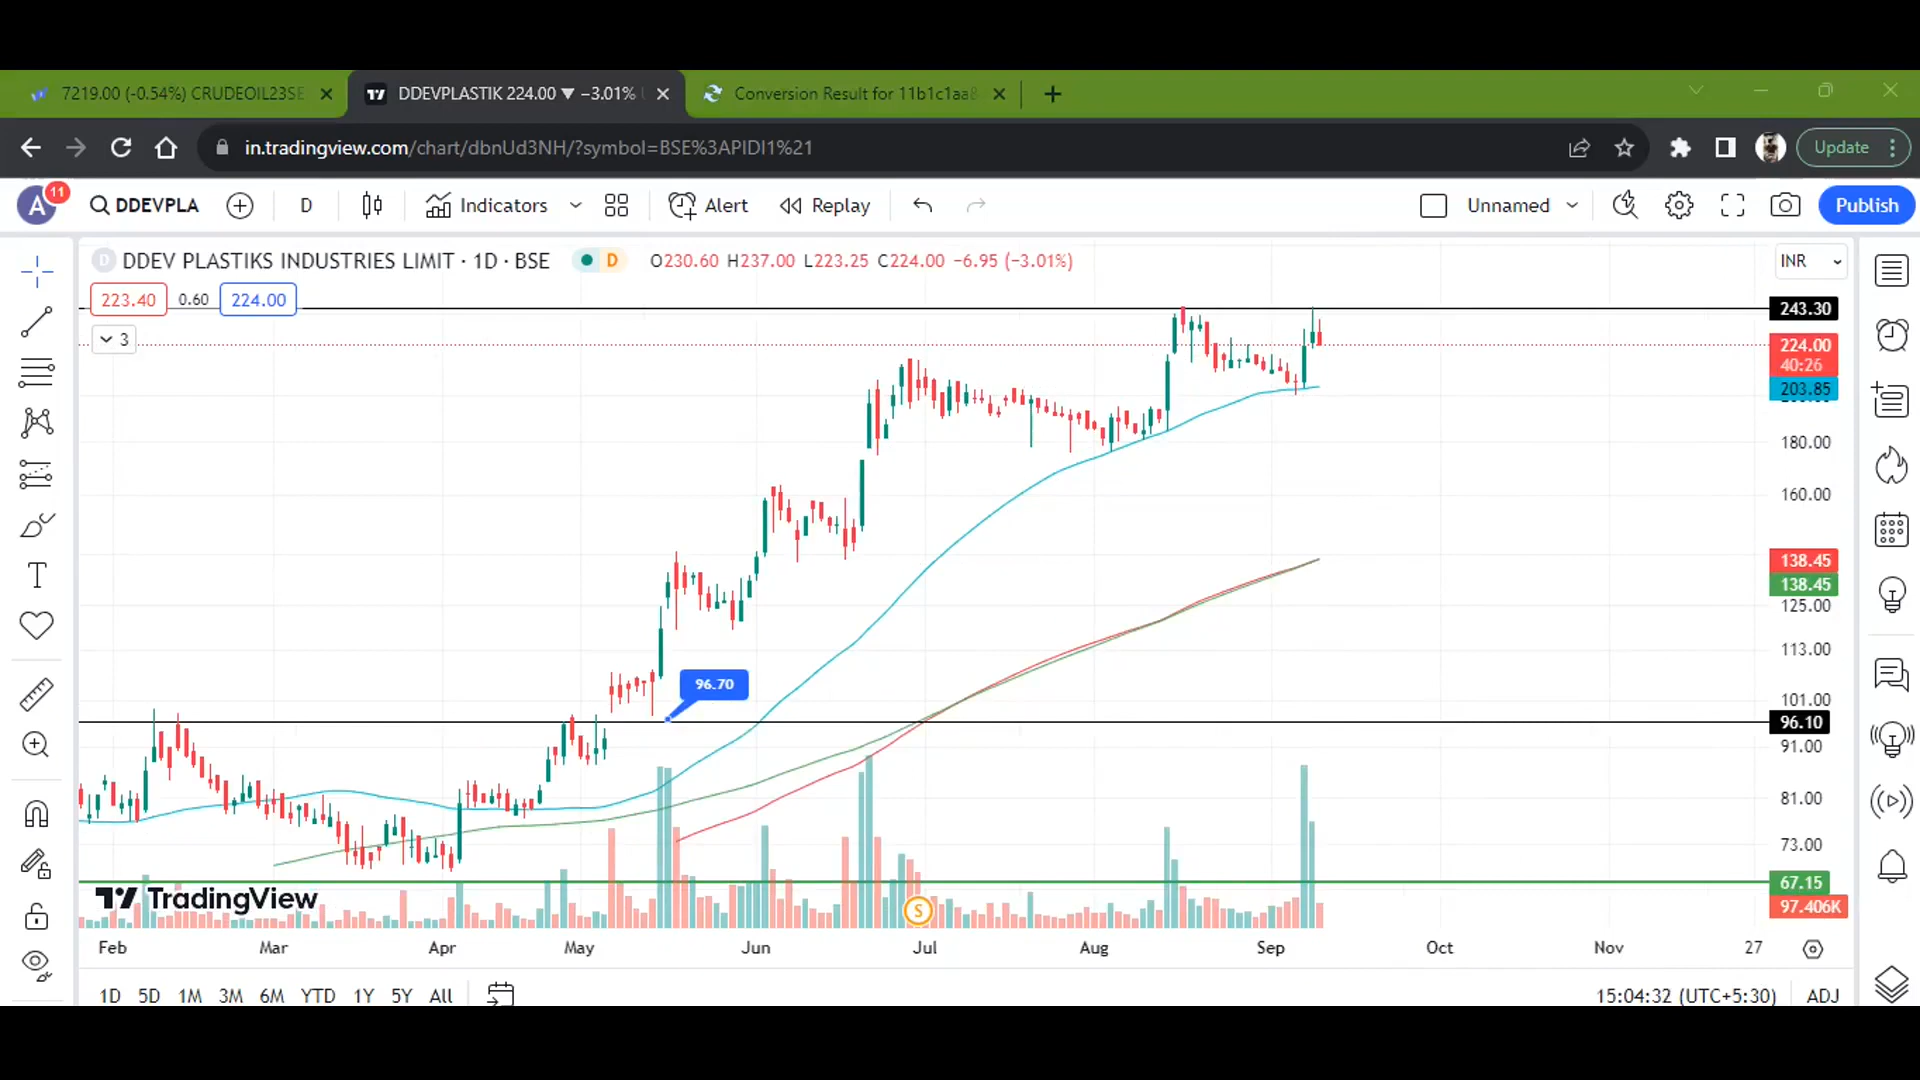 7219.00 (-0.54%) CRUDEOIL23SE
DDEVPLASTIK 224.00 ▼ −3.01%
Conversion Result for 11b1c1aa8
in.tradingview.com/chart/dbnUd3NH/?symbol=BSE%3APIDI1%21
Update
A 11 DDEVPLA D Indicators Alert Replay Unnamed Publish
D DDEV PLASTIKS INDUSTRIES LIMIT · 1D · BSE D O230.60 H237.00 L223.25 C224.00 −6.95 (−3.01%) INR
223.40 0.60 224.00
243.30
3
224.00
40:26
203.85
180.00
160.00
138.45
138.45
125.00
113.00
96.70
101.00
96.10
91.00
81.00
73.00
67.15
TradingView
S
97.406K
Feb Mar Apr May Jun Jul Aug Sep Oct Nov 27
1D 5D 1M 3M 6M YTD 1Y 5Y All 15:04:32 (UTC+5:30) ADJ